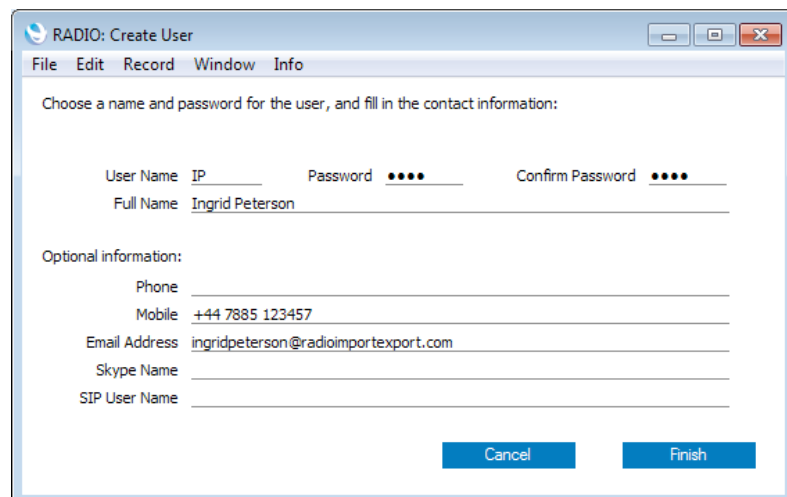 RADIO: Create User
File Edit Record Window Info
Choose a name and password for the user, and fill in the contact information:
User Name IP Password •••• Confirm Password ••••
Full Name Ingrid Peterson
Optional information:
Phone
Mobile +44 7885 123457
Email Address ingridpeterson@radioimportexport.com
Skype Name
SIP User Name
Cancel Finish